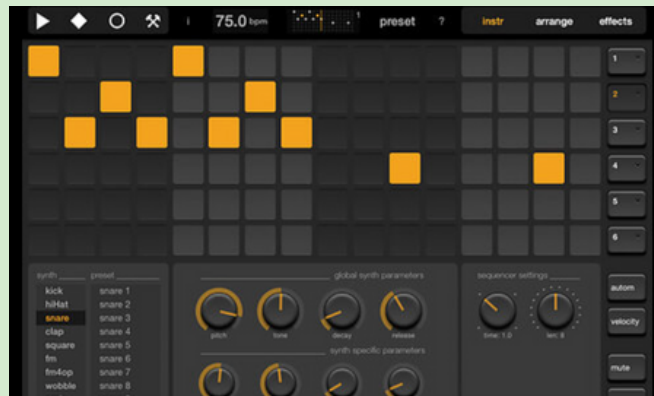 i 75.0 bpm 1 preset ? instr arrange effects
1
2
3
4
5
6
synth preset global synth parameters sequencer settings
kick snare 1
hiHat snare 2
snare snare 3
clap snare 4
square snare 5
fm snare 6
fm4op snare 7
wobble snare 8
pitch tone decay release
time: 1.0 len: 8
synth specific parameters
autom
velocity
mute